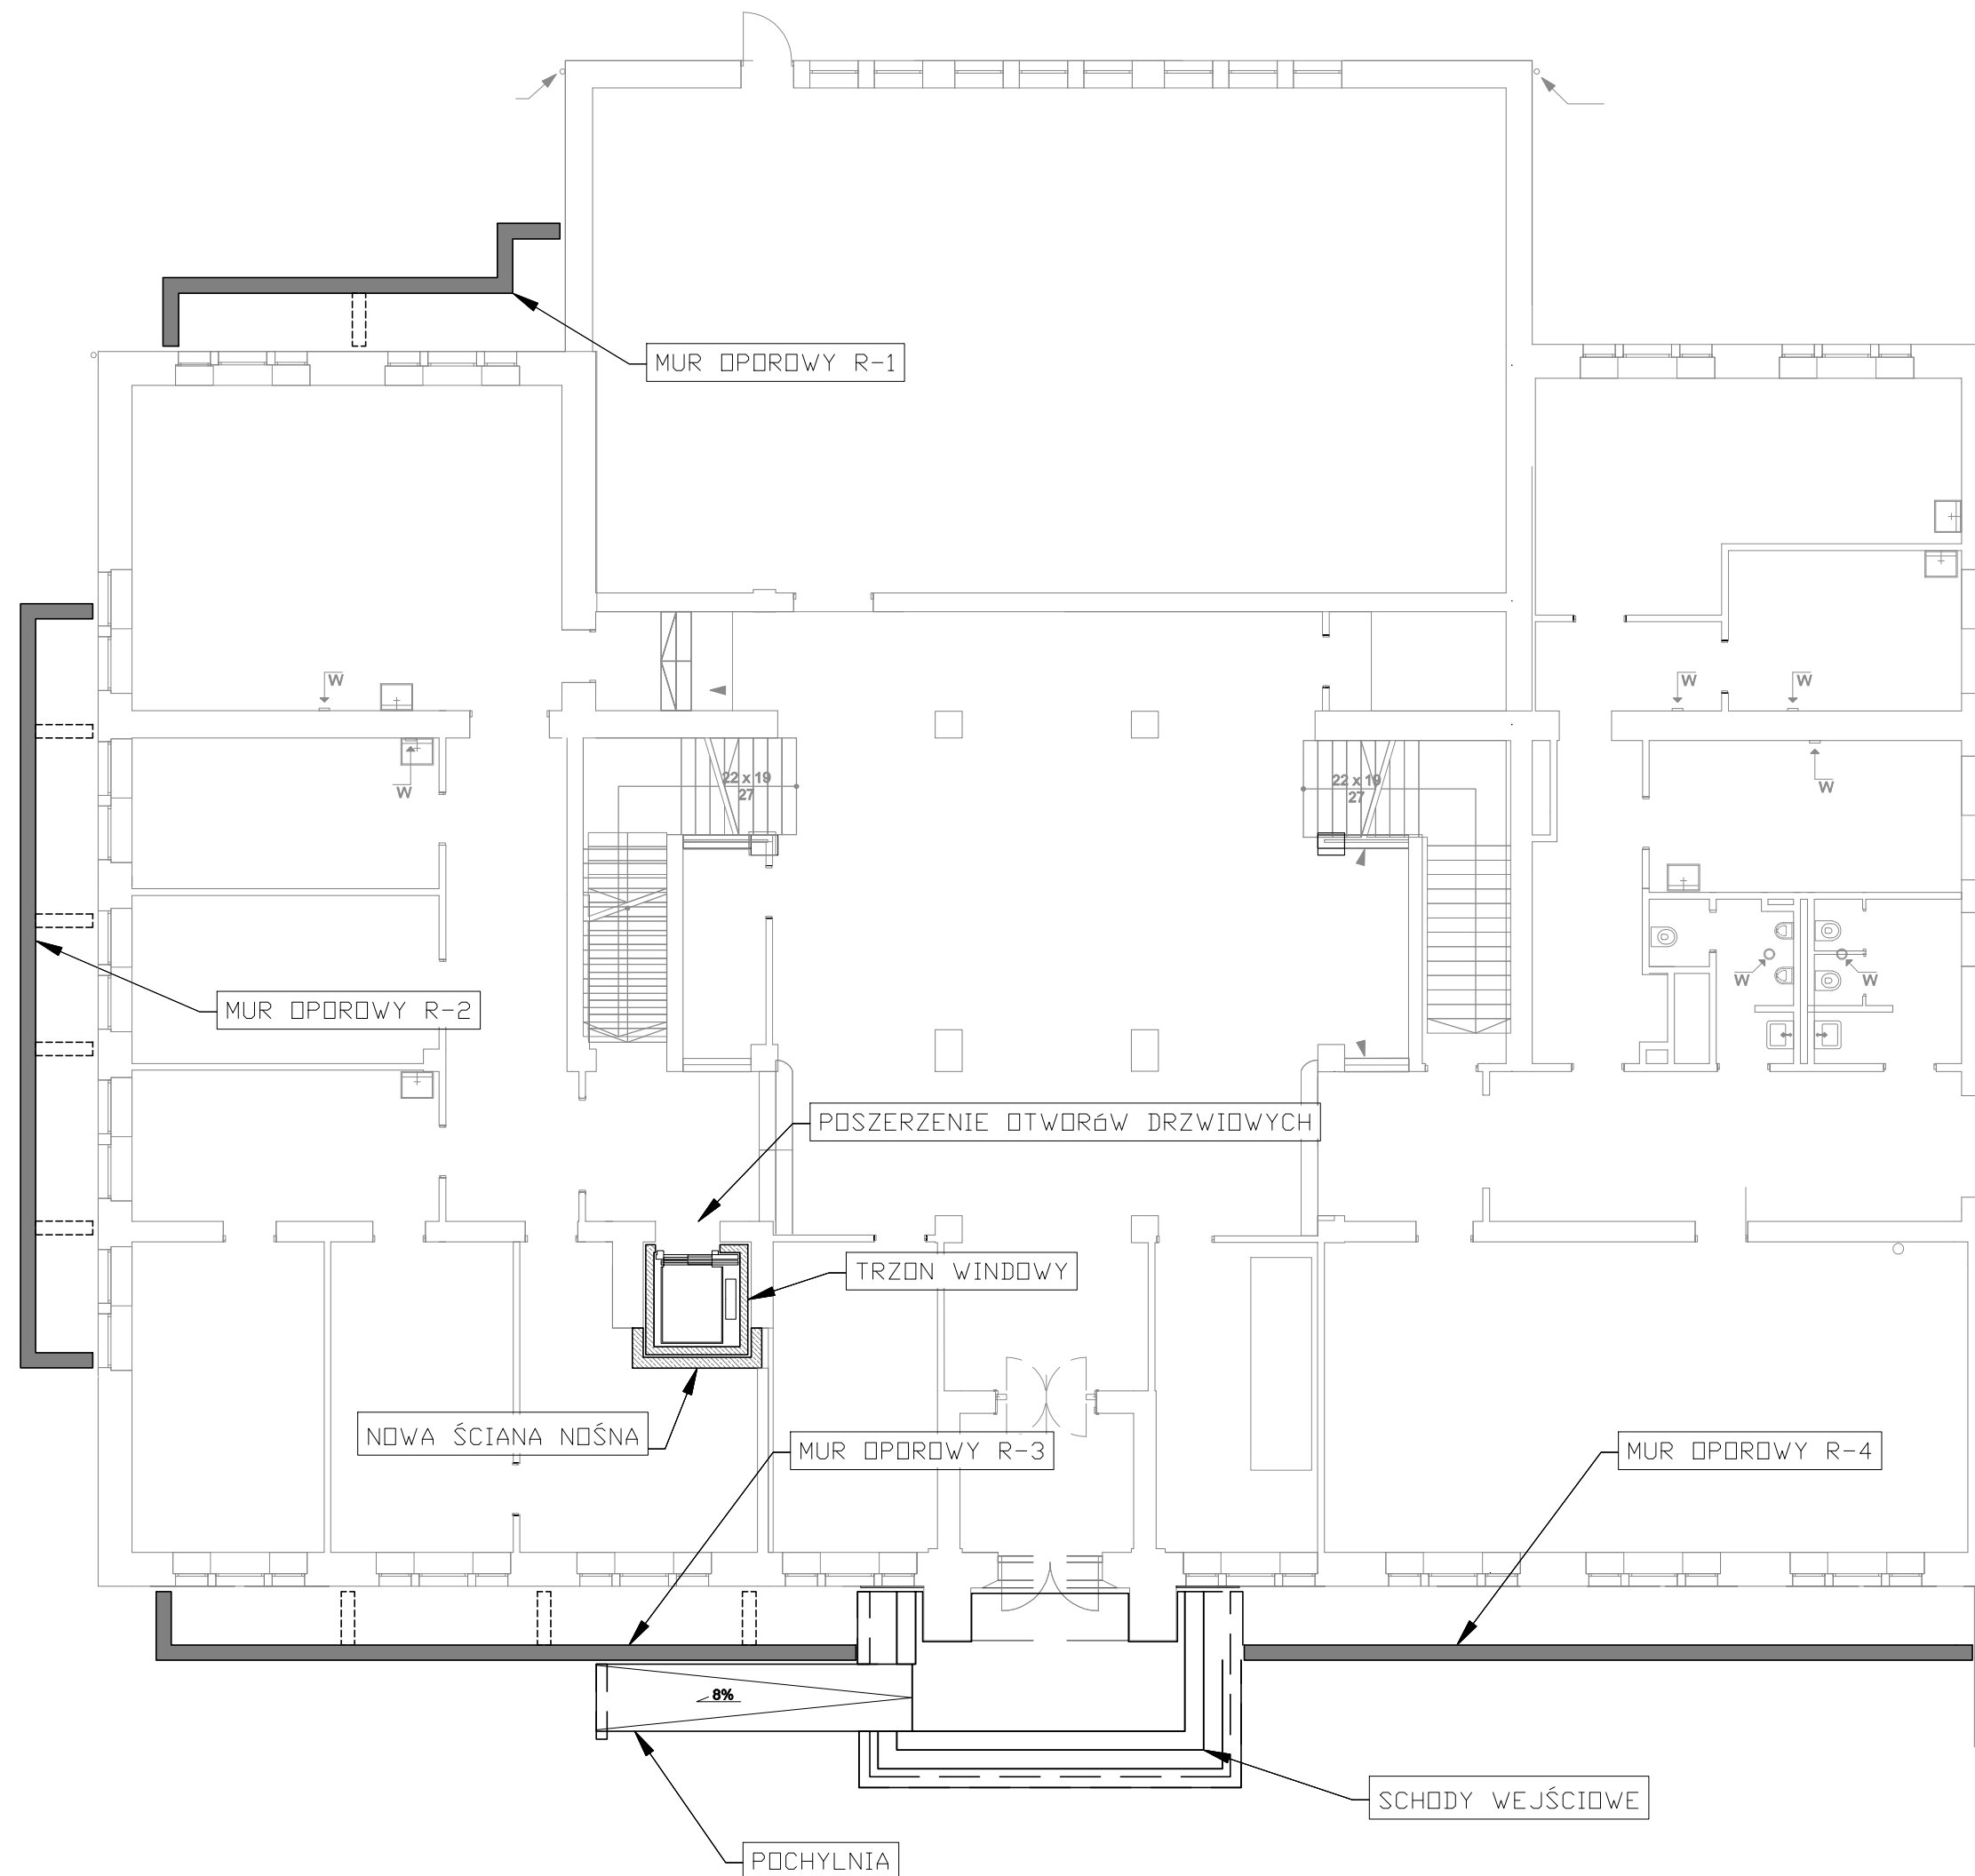 MUR OPOROWY R-1
W
W
W
22 x 19
27
22 x 19
27
W
W
W
W
MUR OPOROWY R-2
POSZERZENIE OTWORóW DRZWIOWYCH
TRZON WINDOWY
NOWA ŚCIANA NOŚNA
MUR OPOROWY R-3
MUR OPOROWY R-4
8%
SCHODY WEJŚCIOWE
POCHYLNIA